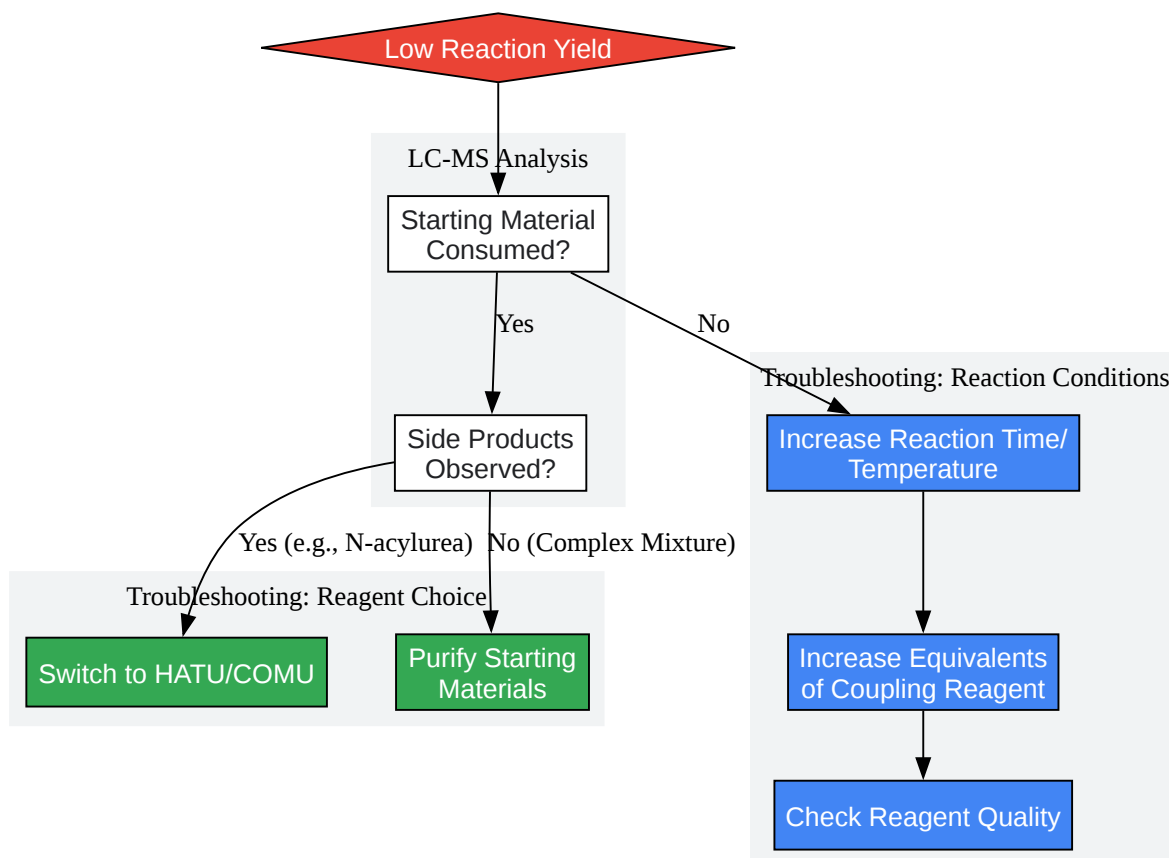 Low Reaction Yield
LC-MS Analysis
Starting Material
Consumed?
Yes
No
Troubleshooting: Reaction Conditions
Side Products
Observed?
Increase Reaction Time/
Temperature
Yes (e.g., N-acylurea)
No (Complex Mixture)
Troubleshooting: Reagent Choice
Switch to HATU/COMU
Purify Starting
Materials
Increase Equivalents
of Coupling Reagent
Check Reagent Quality